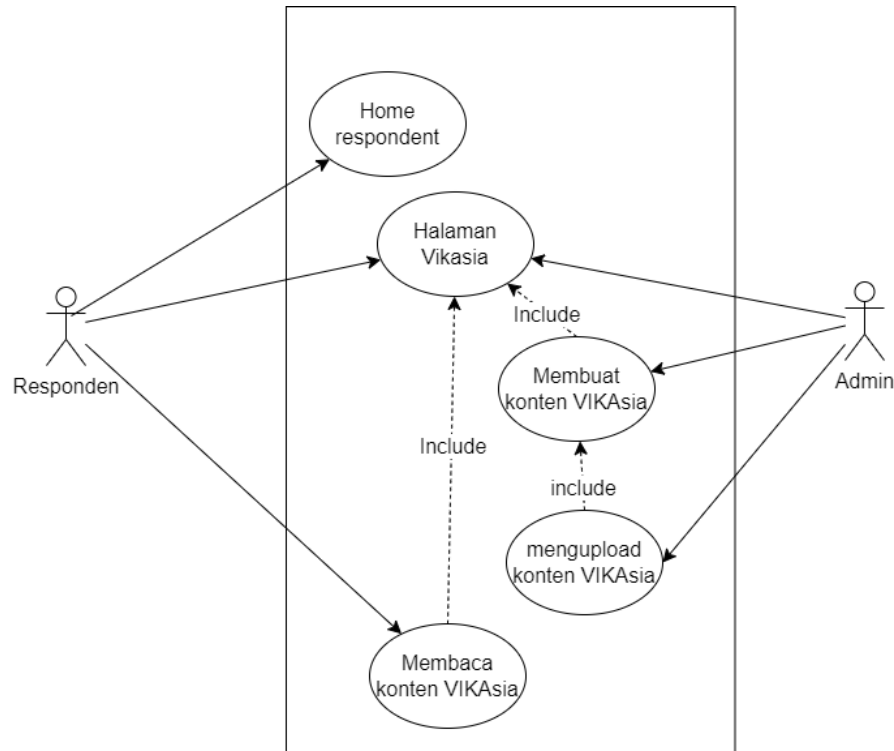 Home
respondent
Halaman
Vikasia
Include
Membuat
konten VIKAsia
Responden
Admin
Include
include
mengupload
konten VIKAsia
Membaca
konten VIKAsia